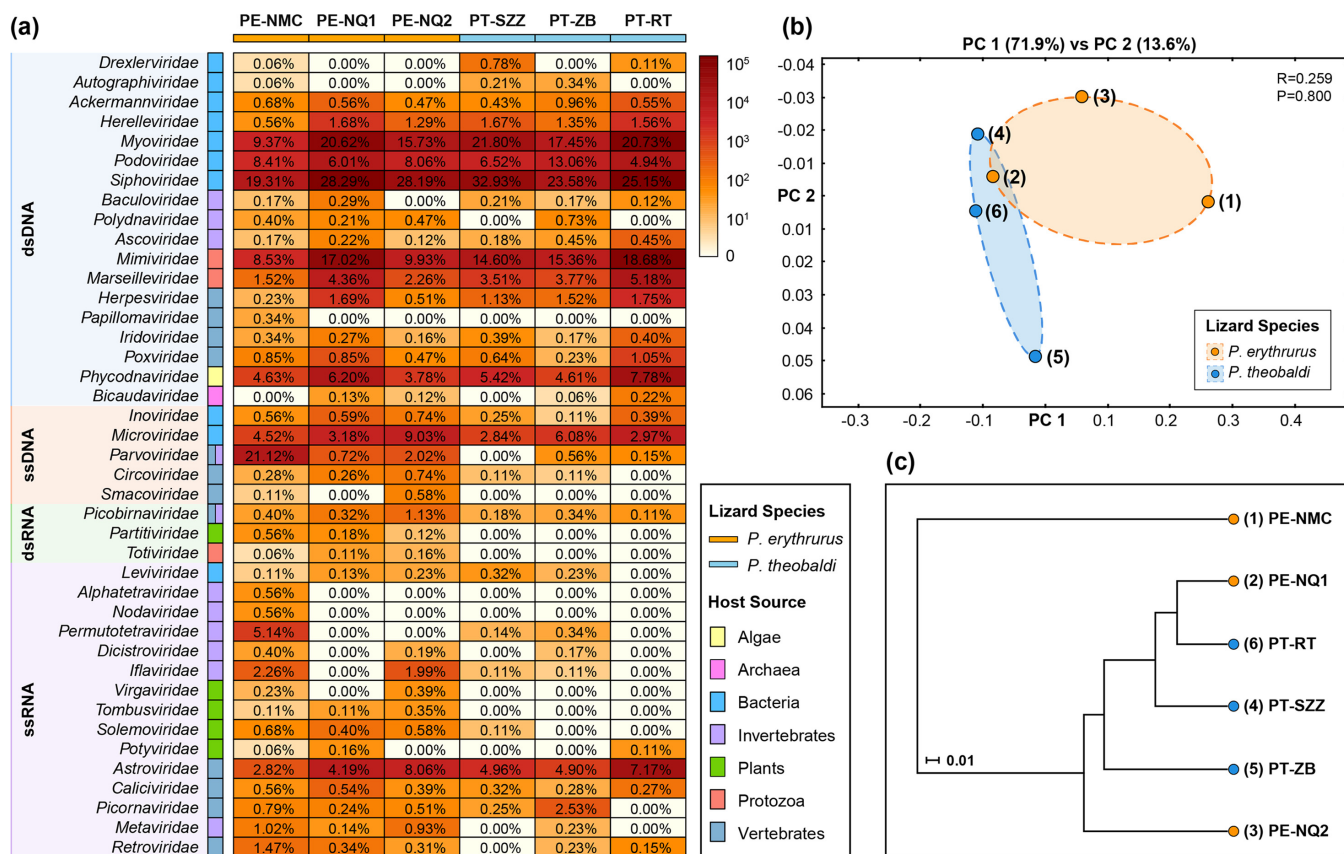 (a)
PE-NMC PE-NQ1 PE-NQ2 PT-SZZ PT-ZB PT-RT
dsDNA
Drexlerviridae 0.06% 0.00% 0.00% 0.78% 0.00% 0.11%
Autographiviridae 0.06% 0.00% 0.00% 0.21% 0.34% 0.00%
Ackermannviridae 0.68% 0.56% 0.47% 0.43% 0.96% 0.55%
Herelleviridae 0.56% 1.68% 1.29% 1.67% 1.35% 1.56%
Myoviridae 9.37% 20.62% 15.73% 21.80% 17.45% 20.73%
Podoviridae 8.41% 6.01% 8.06% 6.52% 13.06% 4.94%
Siphoviridae 19.31% 28.29% 28.19% 32.93% 23.58% 25.15%
Baculoviridae 0.17% 0.29% 0.00% 0.21% 0.17% 0.12%
Polydnaviridae 0.40% 0.21% 0.47% 0.00% 0.73% 0.00%
Ascoviridae 0.17% 0.22% 0.12% 0.18% 0.45% 0.45%
Mimiviridae 8.53% 17.02% 9.93% 14.60% 15.36% 18.68%
Marseilleviridae 1.52% 4.36% 2.26% 3.51% 3.77% 5.18%
Herpesviridae 0.23% 1.69% 0.51% 1.13% 1.52% 1.75%
Papillomaviridae 0.34% 0.00% 0.00% 0.00% 0.00% 0.00%
Iridoviridae 0.34% 0.27% 0.16% 0.39% 0.17% 0.40%
Poxviridae 0.85% 0.85% 0.47% 0.64% 0.23% 1.05%
Phycodnaviridae 4.63% 6.20% 3.78% 5.42% 4.61% 7.78%
Bicaudaviridae 0.00% 0.13% 0.12% 0.00% 0.06% 0.22%
ssDNA
Inoviridae 0.56% 0.59% 0.74% 0.25% 0.11% 0.39%
Microviridae 4.52% 3.18% 9.03% 2.84% 6.08% 2.97%
Parvoviridae 21.12% 0.72% 2.02% 0.00% 0.56% 0.15%
Circoviridae 0.28% 0.26% 0.74% 0.11% 0.11% 0.00%
Smacoviridae 0.11% 0.00% 0.58% 0.00% 0.00% 0.00%
dsRNA
Picobirnaviridae 0.40% 0.32% 1.13% 0.18% 0.34% 0.11%
Partitiviridae 0.56% 0.18% 0.12% 0.00% 0.00% 0.00%
Totiviridae 0.06% 0.11% 0.16% 0.00% 0.00% 0.00%
ssRNA
Leviviridae 0.11% 0.13% 0.23% 0.32% 0.23% 0.00%
Alphatetraviridae 0.56% 0.00% 0.00% 0.00% 0.00% 0.00%
Nodaviridae 0.56% 0.00% 0.00% 0.00% 0.00% 0.00%
Permutotetraviridae 5.14% 0.00% 0.00% 0.14% 0.34% 0.00%
Dicistroviridae 0.40% 0.00% 0.19% 0.00% 0.17% 0.00%
Iflaviridae 2.26% 0.00% 1.99% 0.11% 0.11% 0.00%
Virgaviridae 0.23% 0.00% 0.39% 0.00% 0.00% 0.00%
Tombusviridae 0.11% 0.11% 0.35% 0.00% 0.00% 0.00%
Solemoviridae 0.68% 0.40% 0.58% 0.11% 0.00% 0.00%
Potyviridae 0.06% 0.16% 0.00% 0.00% 0.00% 0.11%
Astroviridae 2.82% 4.19% 8.06% 4.96% 4.90% 7.17%
Caliciviridae 0.56% 0.54% 0.39% 0.32% 0.28% 0.27%
Picornaviridae 0.79% 0.24% 0.51% 0.25% 2.53% 0.00%
Metaviridae 1.02% 0.14% 0.93% 0.00% 0.23% 0.00%
Retroviridae 1.47% 0.34% 0.31% 0.00% 0.23% 0.15%
10⁵
10⁴
10³
10²
10¹
0
Lizard Species
P. erythrurus
P. theobaldi
Host Source
Algae
Archaea
Bacteria
Invertebrates
Plants
Protozoa
Vertebrates
(b)
PC 1 (71.9%) vs PC 2 (13.6%)
R=0.259
P=0.800
-0.04
-0.03
-0.02
-0.01
PC 2
0.01
0.02
0.03
0.04
0.05
0.06
(3)
(4)
(2)
(1)
(6)
(5)
-0.3 -0.2 -0.1 PC 1 0.1 0.2 0.3 0.4
Lizard Species
P. erythrurus
P. theobaldi
(c)
(1) PE-NMC
(2) PE-NQ1
(6) PT-RT
(4) PT-SZZ
(5) PT-ZB
(3) PE-NQ2
0.01